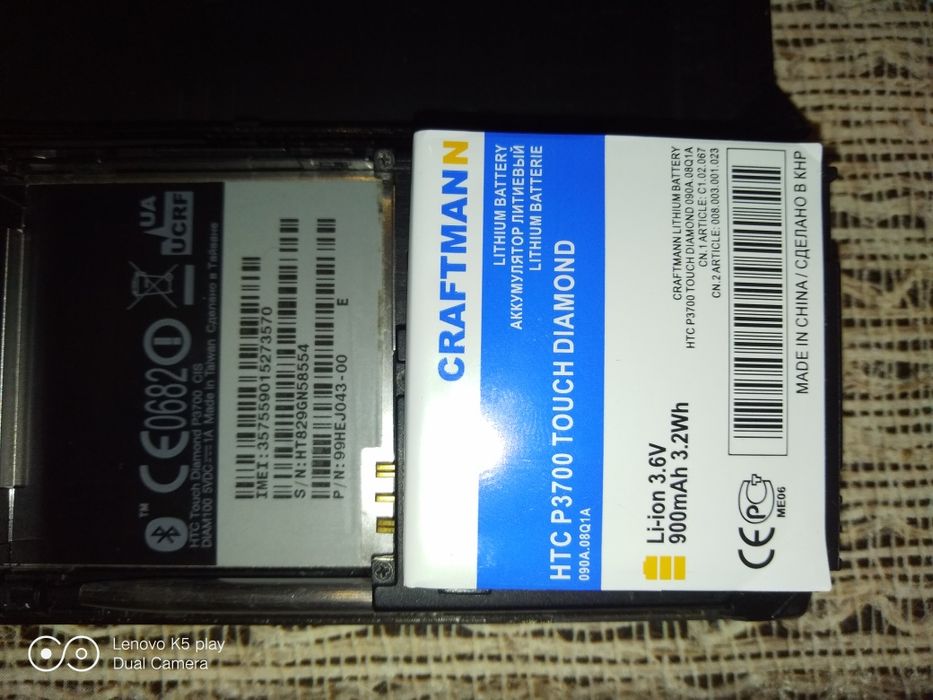 UA
UCRF
CE0682
HTC Touch Diamond P3700 CIS
DIAM100 5VDC⎓1A Made in Taiwan Сделано в Тайване
IMEI: 357559015273570
S/N: HT829GN58554
P/N: 99HEJ043-00
E
CRAFTMANN
LITHIUM BATTERY
АККУМУЛЯТОР ЛИТИЕВЫЙ
LITHIUM BATTERIE
HTC P3700 TOUCH DIAMOND
090A.08Q1A
Li-ion 3.6V
900mAh 3.2Wh
CRAFTMANN LITHIUM BATTERY
HTC P3700 TOUCH DIAMOND 090A.08Q1A
CN.1 ARTICLE: C1.02.067
CN.2 ARTICLE: 008.003.001.023
MADE IN CHINA / СДЕЛАНО В КНР
CE
РСТ
ME06
Lenovo K5 play
Dual Camera